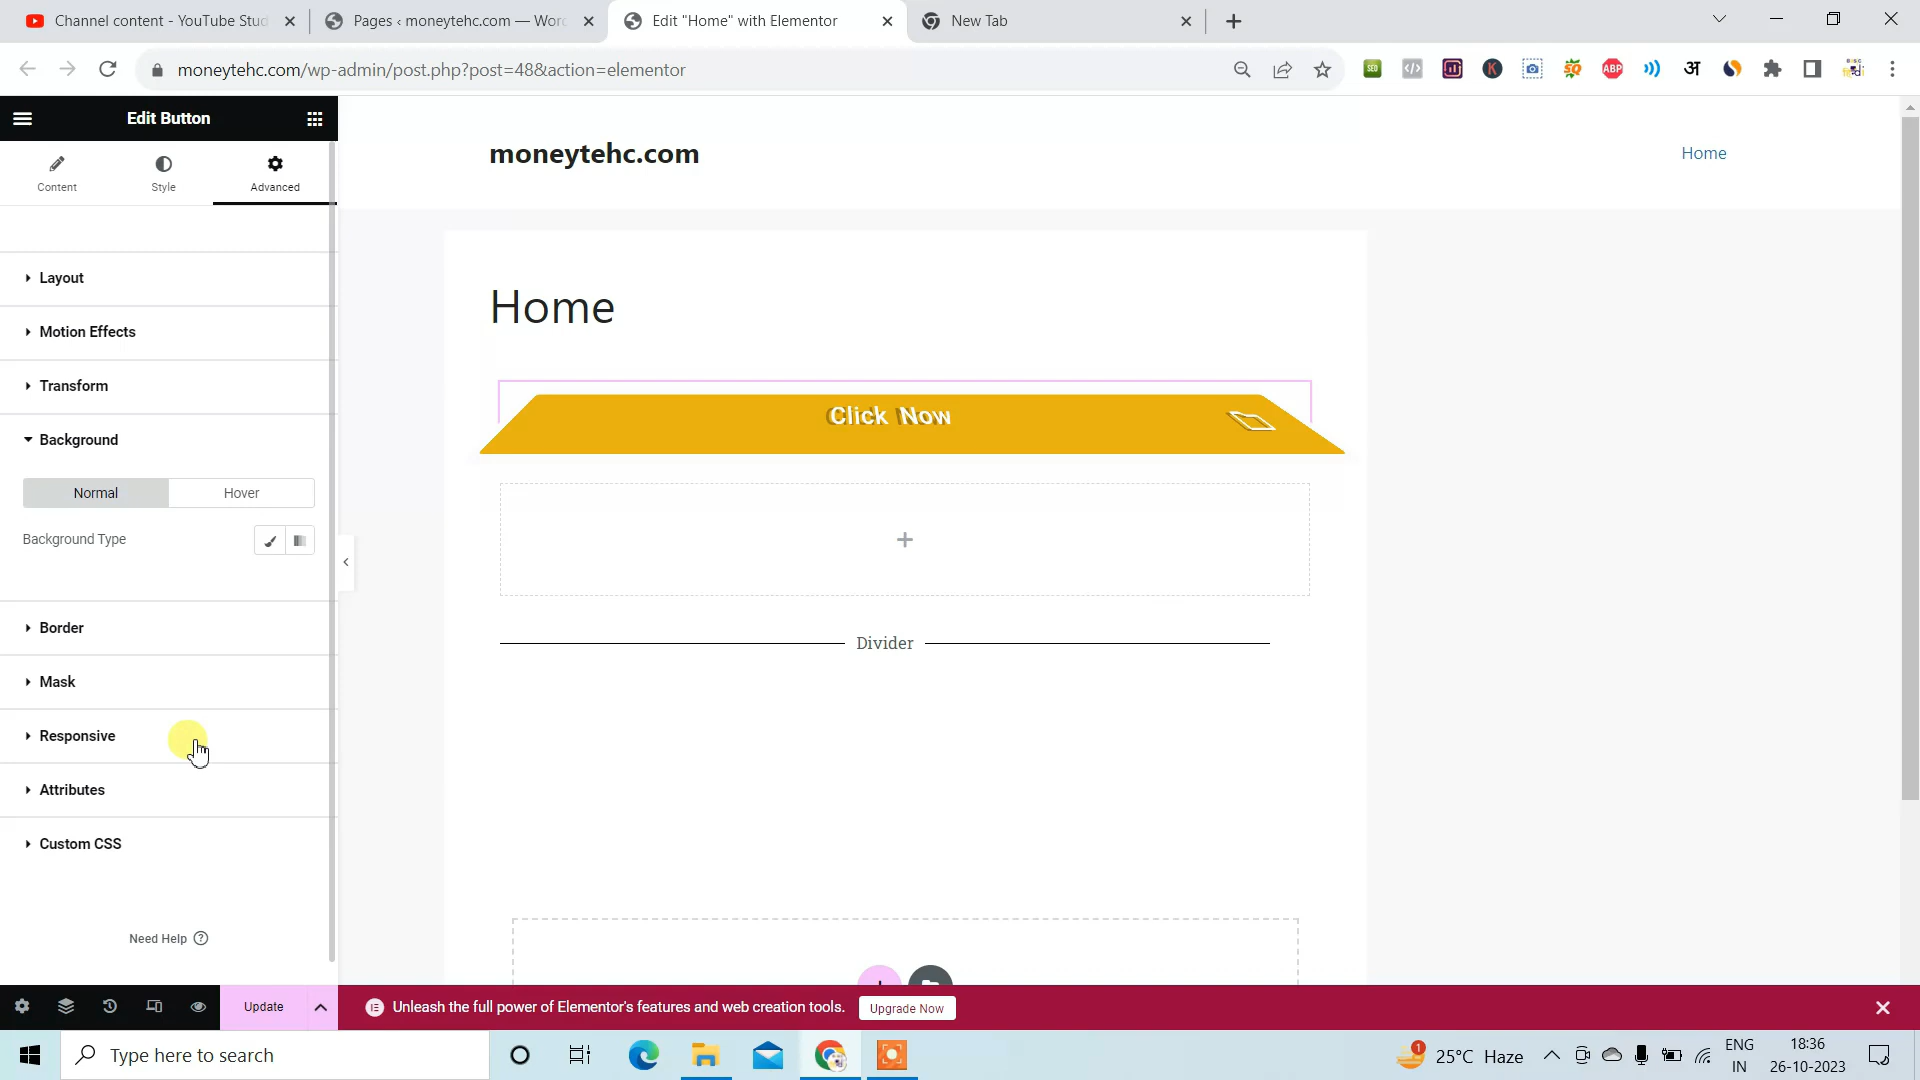 Channel content - YouTube Stud
Pages ‹ moneytehc.com — Wor
Edit "Home" with Elementor
New Tab
moneytehc.com/wp-admin/post.php?post=48&action=elementor
SEO
SQ
ABP
अ
Edit Button
Content
Style
Advanced
moneytehc.com
Home
Layout
Motion Effects
Transform
Background
Normal
Hover
Background Type
Border
Mask
Responsive
Attributes
Custom CSS
Need Help
Home
Click Now
Divider
Update
Unleash the full power of Elementor's features and web creation tools.
Upgrade Now
Type here to search
1
25°C Haze
ENG
IN
18:36
26-10-2023